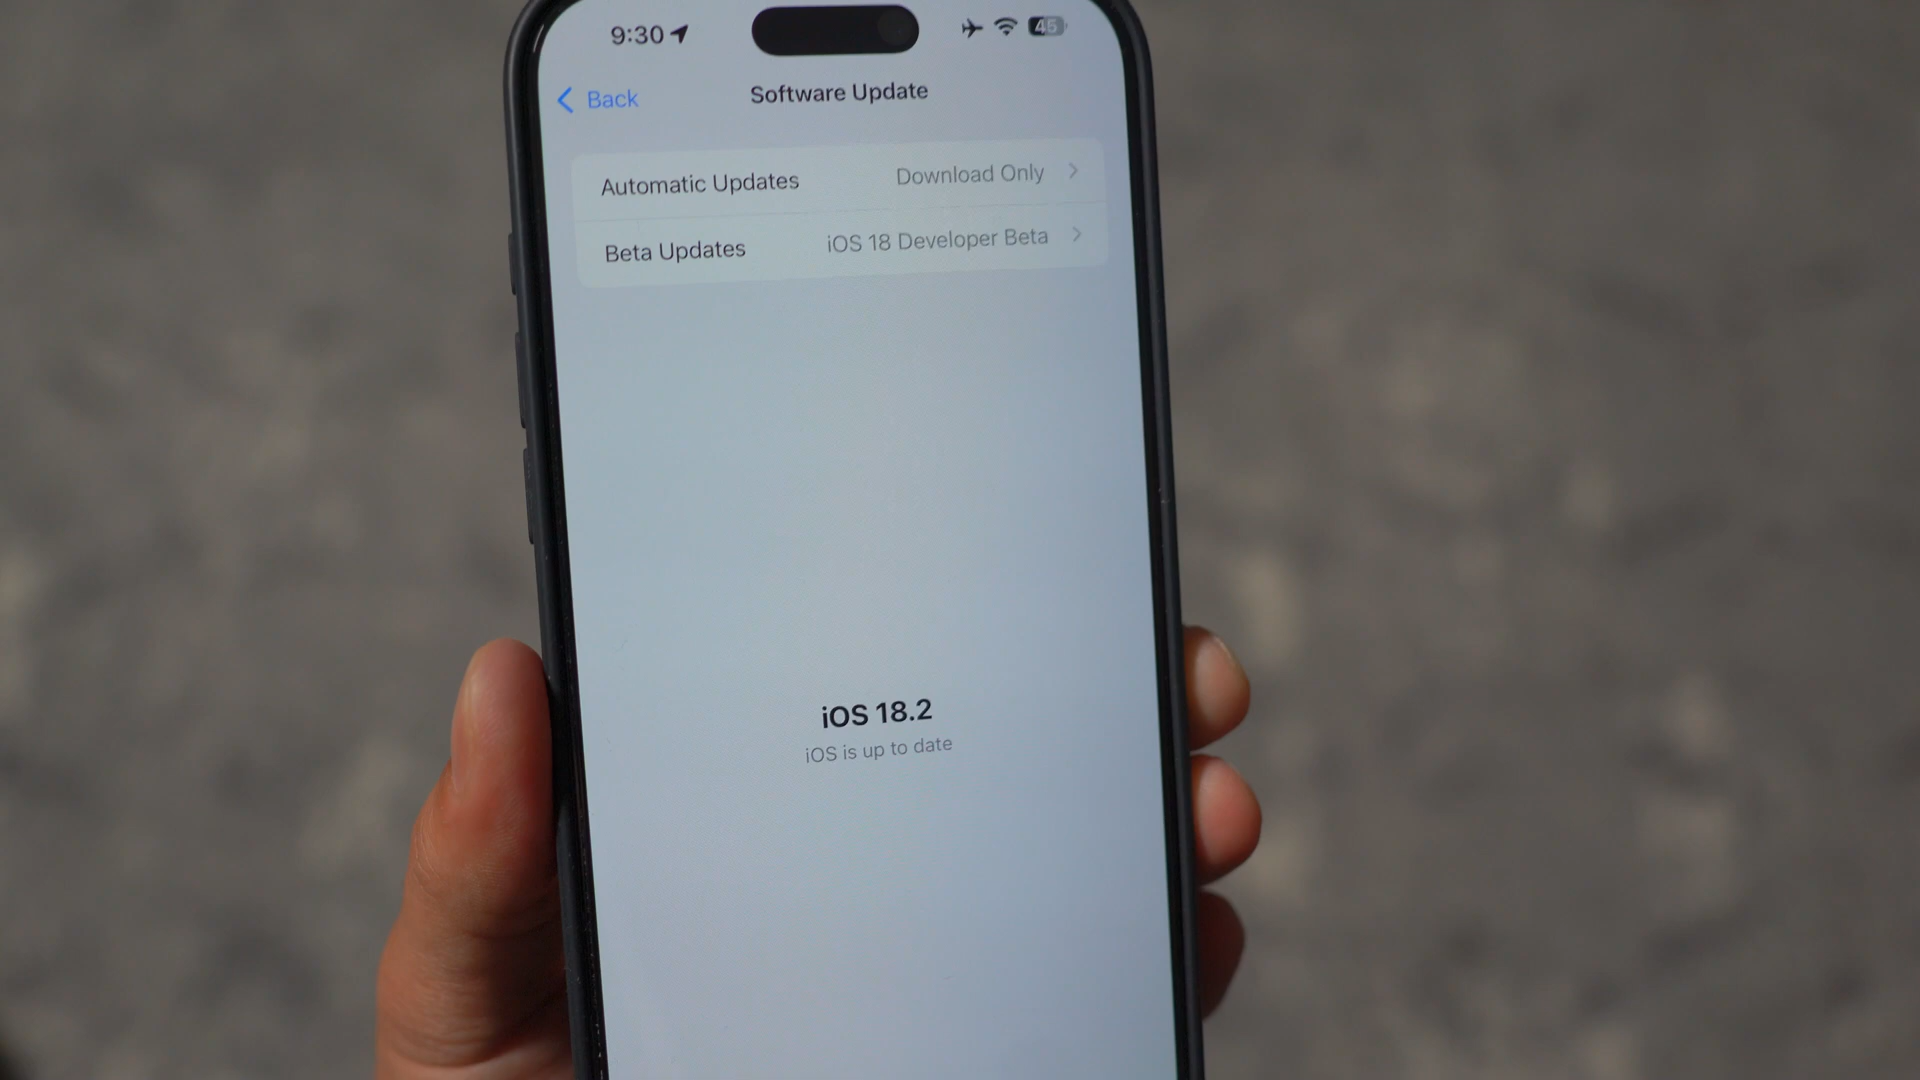 9:30 45
Back Software Update
Automatic Updates Download Only
Beta Updates iOS 18 Developer Beta
iOS 18.2
iOS is up to date